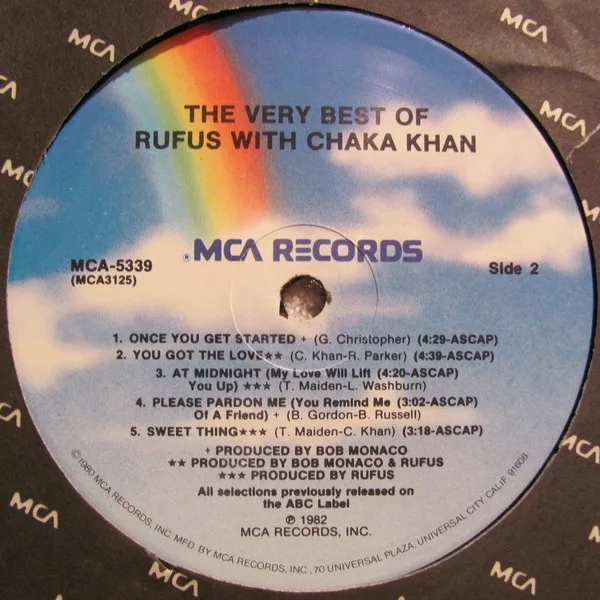 THE VERY BEST OF
RUFUS WITH CHAKA KHAN
® MCA RECORDS
MCA-5339
(MCA3125)
Side 2
1. ONCE YOU GET STARTED + (G. Christopher) (4:29-ASCAP)
2. YOU GOT THE LOVE★★ (C. Khan-R. Parker) (4:39-ASCAP)
3. AT MIDNIGHT (My Love Will Lift (4:20-ASCAP)
You Up) ★★★ (T. Maiden-L. Washburn)
4. PLEASE PARDON ME (You Remind Me (3:02-ASCAP)
Of A Friend) + (B. Gordon-B. Russell)
5. SWEET THING★★★ (T. Maiden-C. Khan) (3:18-ASCAP)
+ PRODUCED BY BOB MONACO
★★ PRODUCED BY BOB MONACO & RUFUS
★★★ PRODUCED BY RUFUS
All selections previously released on
the ABC Label
℗ 1982
MCA RECORDS, INC.
©1980 MCA RECORDS, INC. MFD. BY MCA RECORDS, INC., 70 UNIVERSAL PLAZA, UNIVERSAL CITY, CALIF. 91608
MCA
MCA
MCA
MCA
MCA
MCA
MCA
MCA
MCA